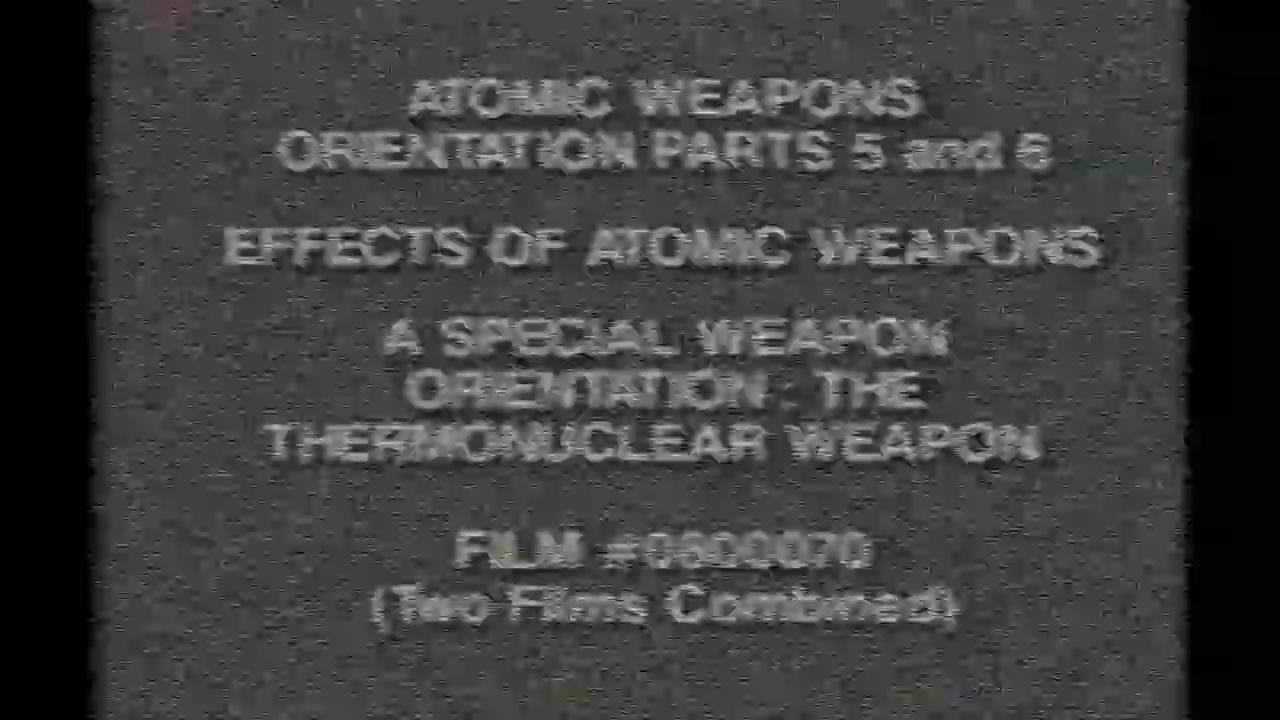 ATOMIC WEAPONS
ORIENTATION PARTS 5 and 6
EFFECTS OF ATOMIC WEAPONS
A SPECIAL WEAPON
ORIENTATION : THE
THERMONUCLEAR WEAPON
FILM #0800070
(Two Films Combined)